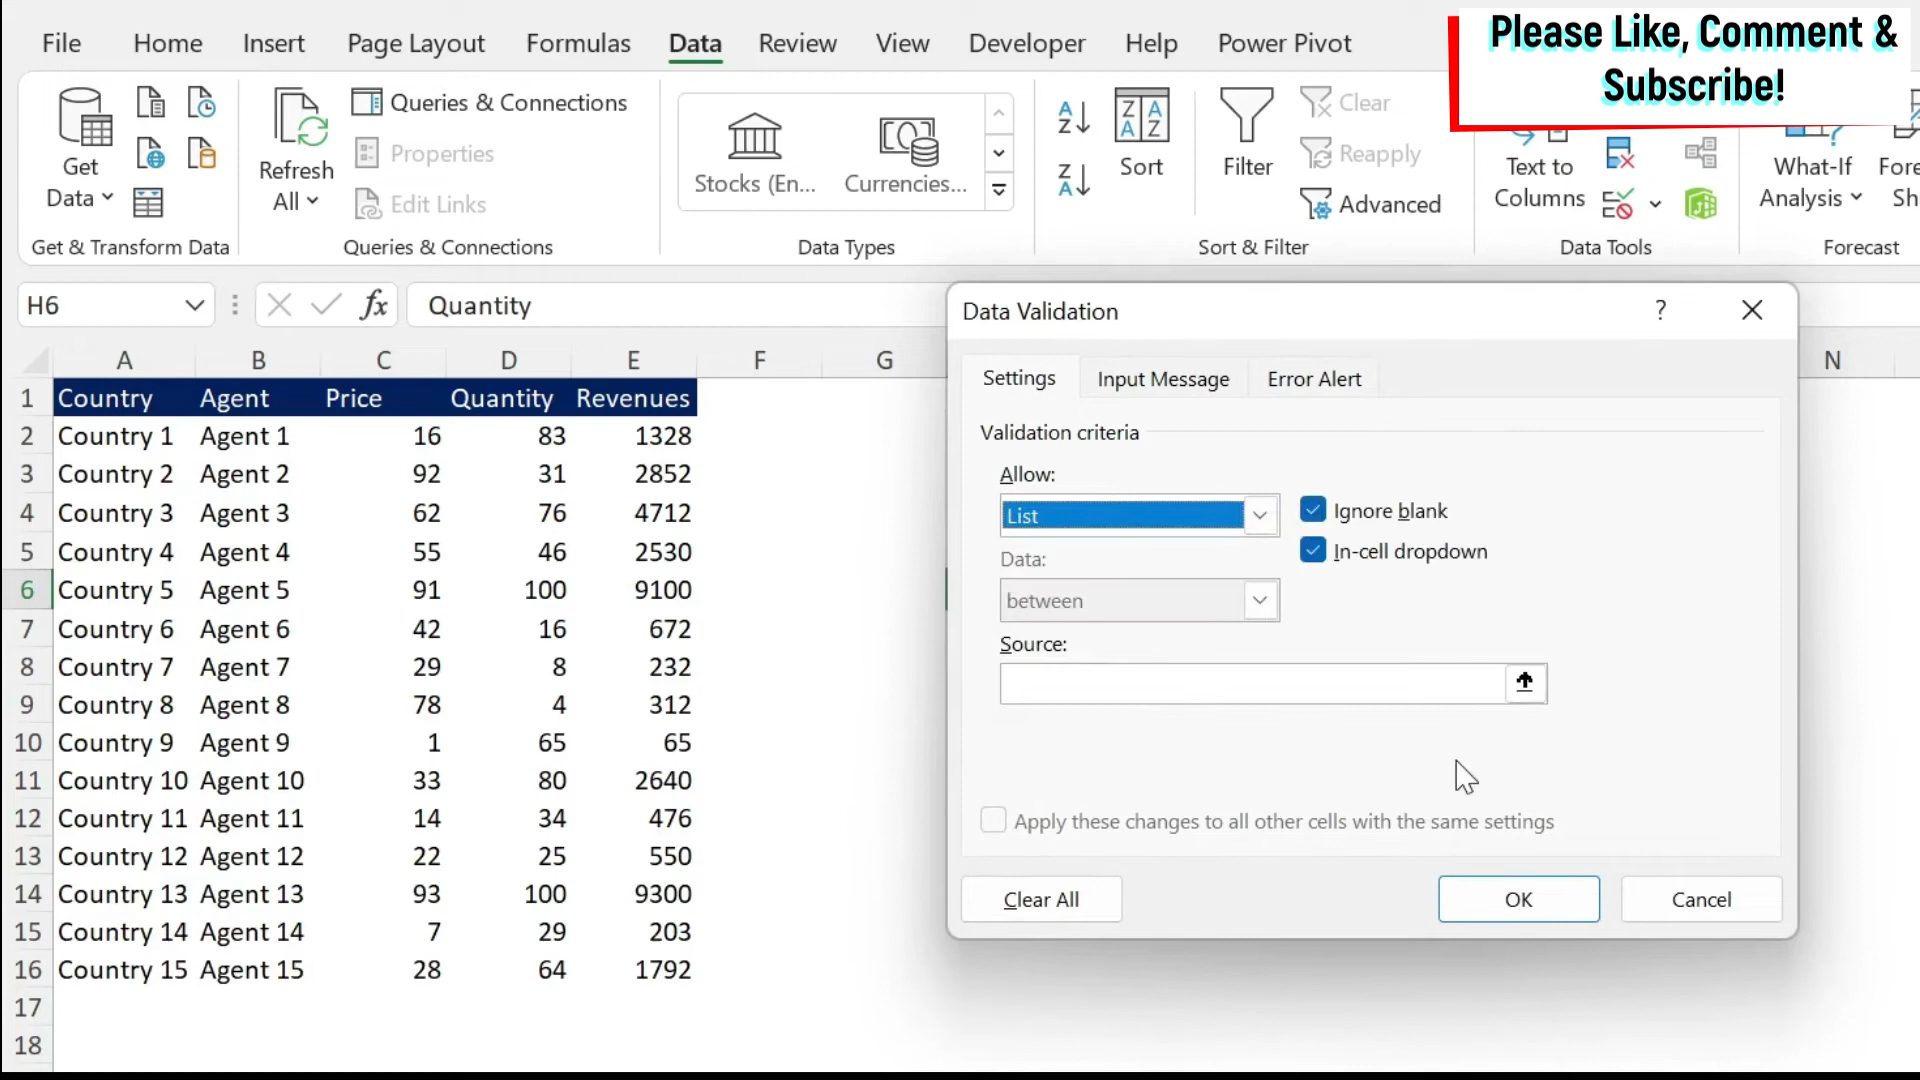 File Home Insert Page Layout Formulas Data Review View Developer Help Power Pivot
Please Like, Comment &
Subscribe!
Get
Data
Refresh
All
Queries & Connections
Properties
Edit Links
Stocks (En...
Currencies...
Sort
Filter
Clear
Reapply
Advanced
Text to
Columns
What-If
Analysis
Fore
Sh
Get & Transform Data
Queries & Connections
Data Types
Sort & Filter
Data Tools
Forecast
H6
fx
Quantity
A B C D E F G N
1 Country Agent Price Quantity Revenues
2 Country 1 Agent 1 16 83 1328
3 Country 2 Agent 2 92 31 2852
4 Country 3 Agent 3 62 76 4712
5 Country 4 Agent 4 55 46 2530
6 Country 5 Agent 5 91 100 9100
7 Country 6 Agent 6 42 16 672
8 Country 7 Agent 7 29 8 232
9 Country 8 Agent 8 78 4 312
10 Country 9 Agent 9 1 65 65
11 Country 10 Agent 10 33 80 2640
12 Country 11 Agent 11 14 34 476
13 Country 12 Agent 12 22 25 550
14 Country 13 Agent 13 93 100 9300
15 Country 14 Agent 14 7 29 203
16 Country 15 Agent 15 28 64 1792
17
18
Data Validation ?
Settings Input Message Error Alert
Validation criteria
Allow:
List
Ignore blank
In-cell dropdown
Data:
between
Source:
Apply these changes to all other cells with the same settings
Clear All OK Cancel